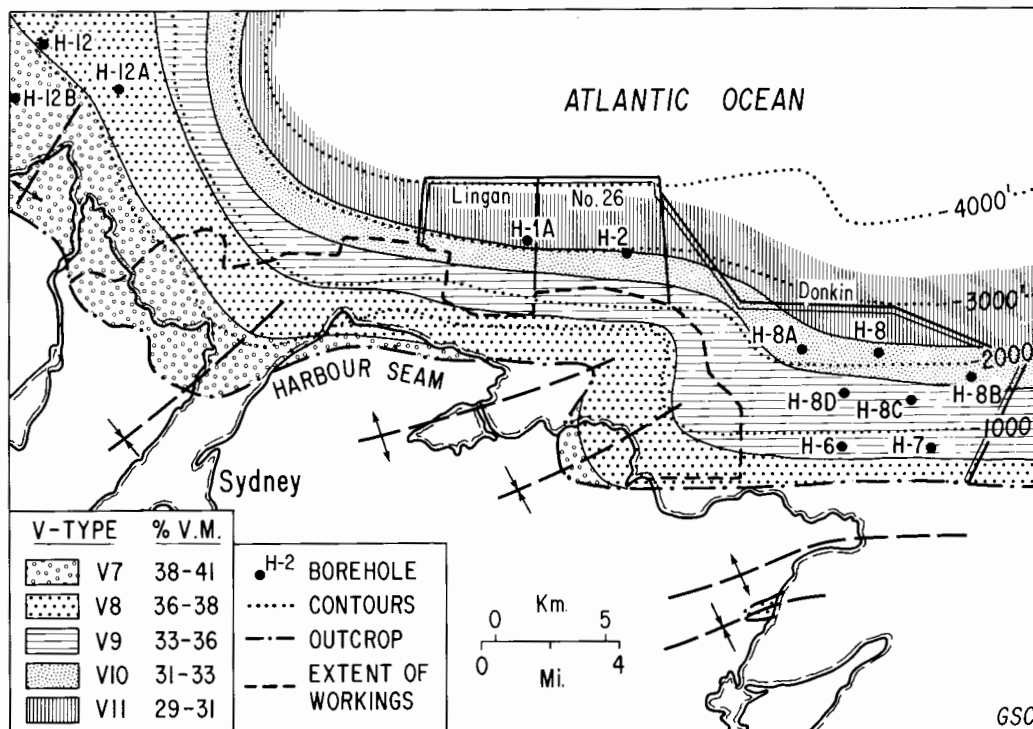 H-12
H-12A
H-12B
ATLANTIC OCEAN
Lingan
No. 26
H-1A
H-2
4000'
3000'
Donkin
H-8A
H-8
2000'
H-8B
H-8D
H-8C
1000'
H-6
H-7
HARBOUR SEAM
Sydney
V-TYPE % V.M.
V7 38-41
V8 36-38
V9 33-36
V10 31-33
V11 29-31
H-2 BOREHOLE
CONTOURS
OUTCROP
EXTENT OF
WORKINGS
Km.
0 5
0 4
Mi.
GSC